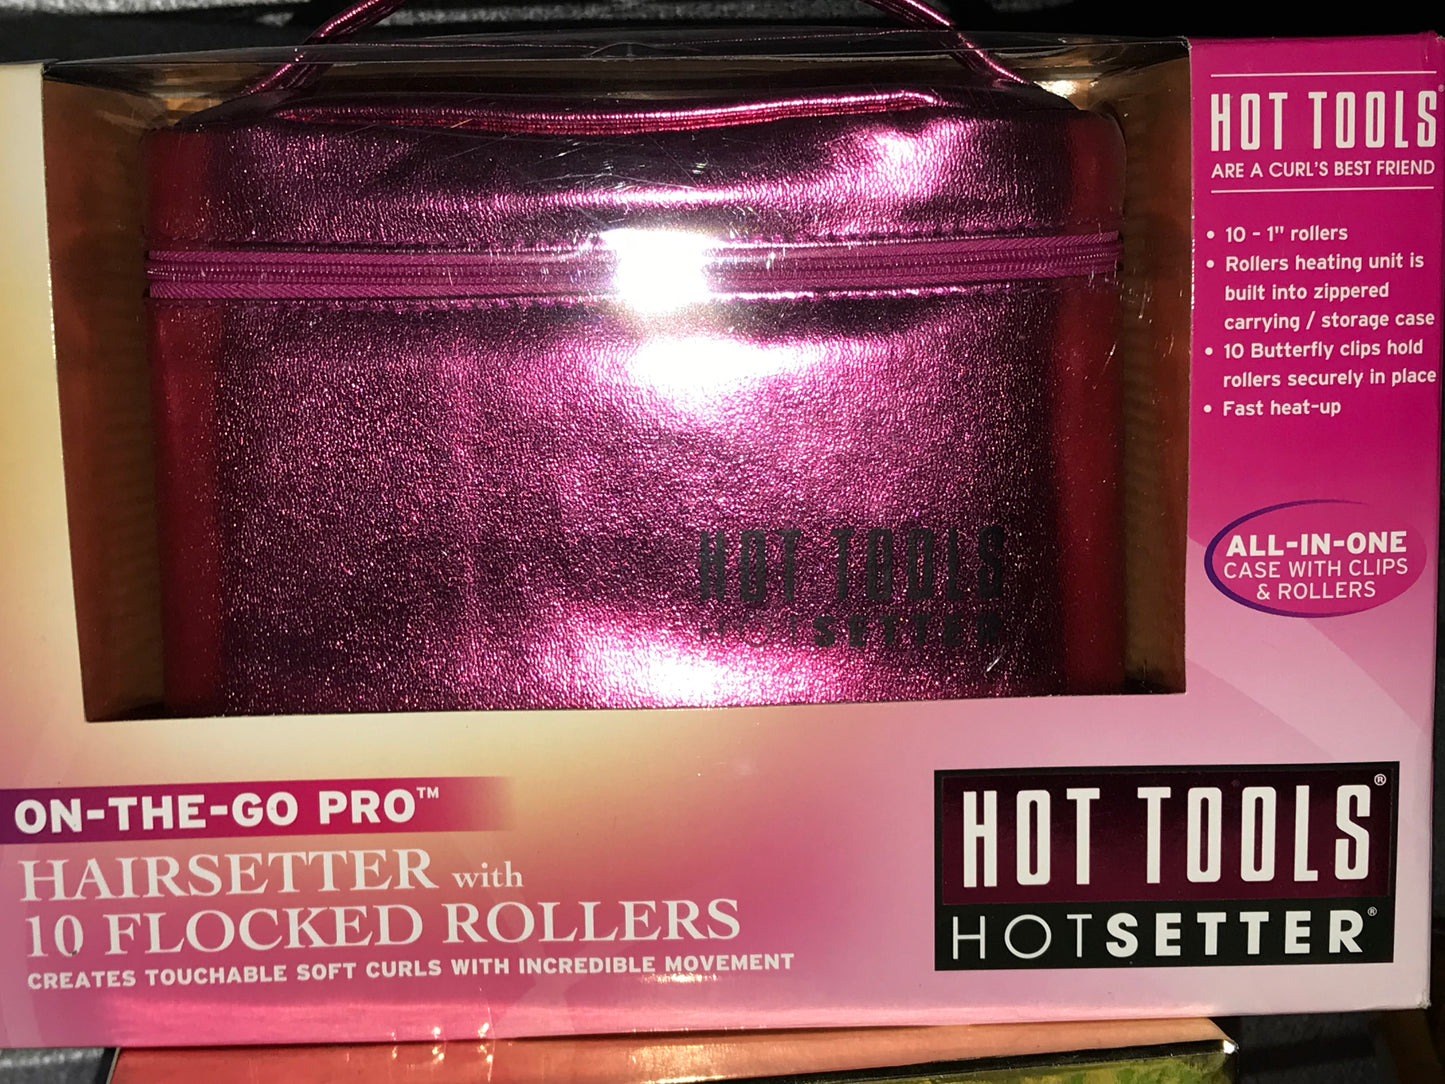 HOT TOOLS®
ARE A CURL'S BEST FRIEND
• 10 - 1" rollers
• Rollers heating unit is
built into zippered
carrying / storage case
• 10 Butterfly clips hold
rollers securely in place
• Fast heat-up
ALL-IN-ONE
CASE WITH CLIPS
& ROLLERS
HOT TOOLS
HOTSETTER
ON-THE-GO PRO™
HAIRSETTER with
10 FLOCKED ROLLERS
CREATES TOUCHABLE SOFT CURLS WITH INCREDIBLE MOVEMENT
HOT TOOLS®
HOTSETTER®